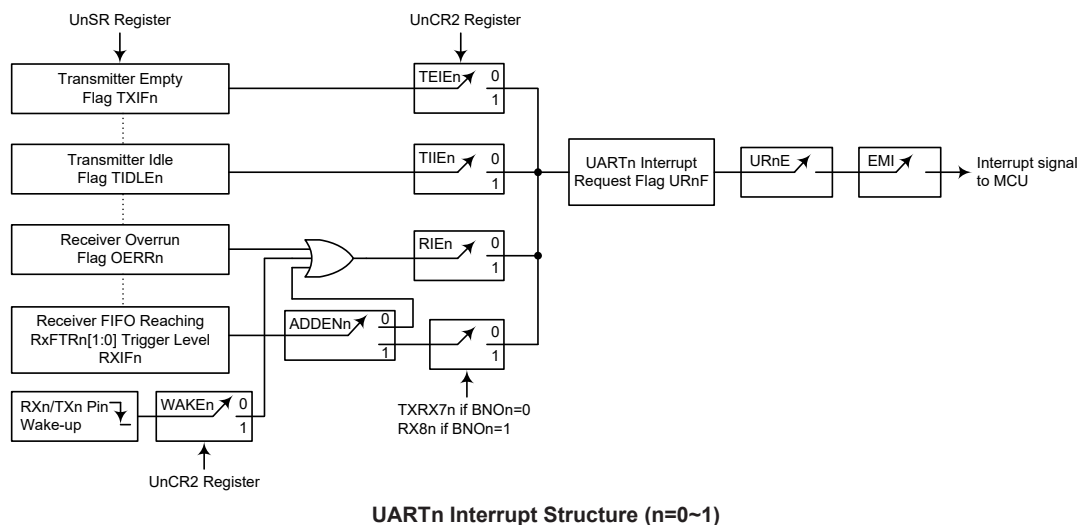 UnSR Register
UnCR2 Register
Transmitter Empty
Flag TXIFn
TEIEn
0
1
Transmitter Idle
Flag TIDLEn
TIIEn
0
1
UARTn Interrupt
Request Flag URnF
URnE
EMI
Interrupt signal
to MCU
Receiver Overrun
Flag OERRn
RIEn
0
1
Receiver FIFO Reaching
RxFTRn[1:0] Trigger Level
RXIFn
ADDENn
0
1
0
1
RXn/TXn Pin
Wake-up
WAKEn
0
1
TXRX7n if BNOn=0
RX8n if BNOn=1
UnCR2 Register
UARTn Interrupt Structure (n=0~1)